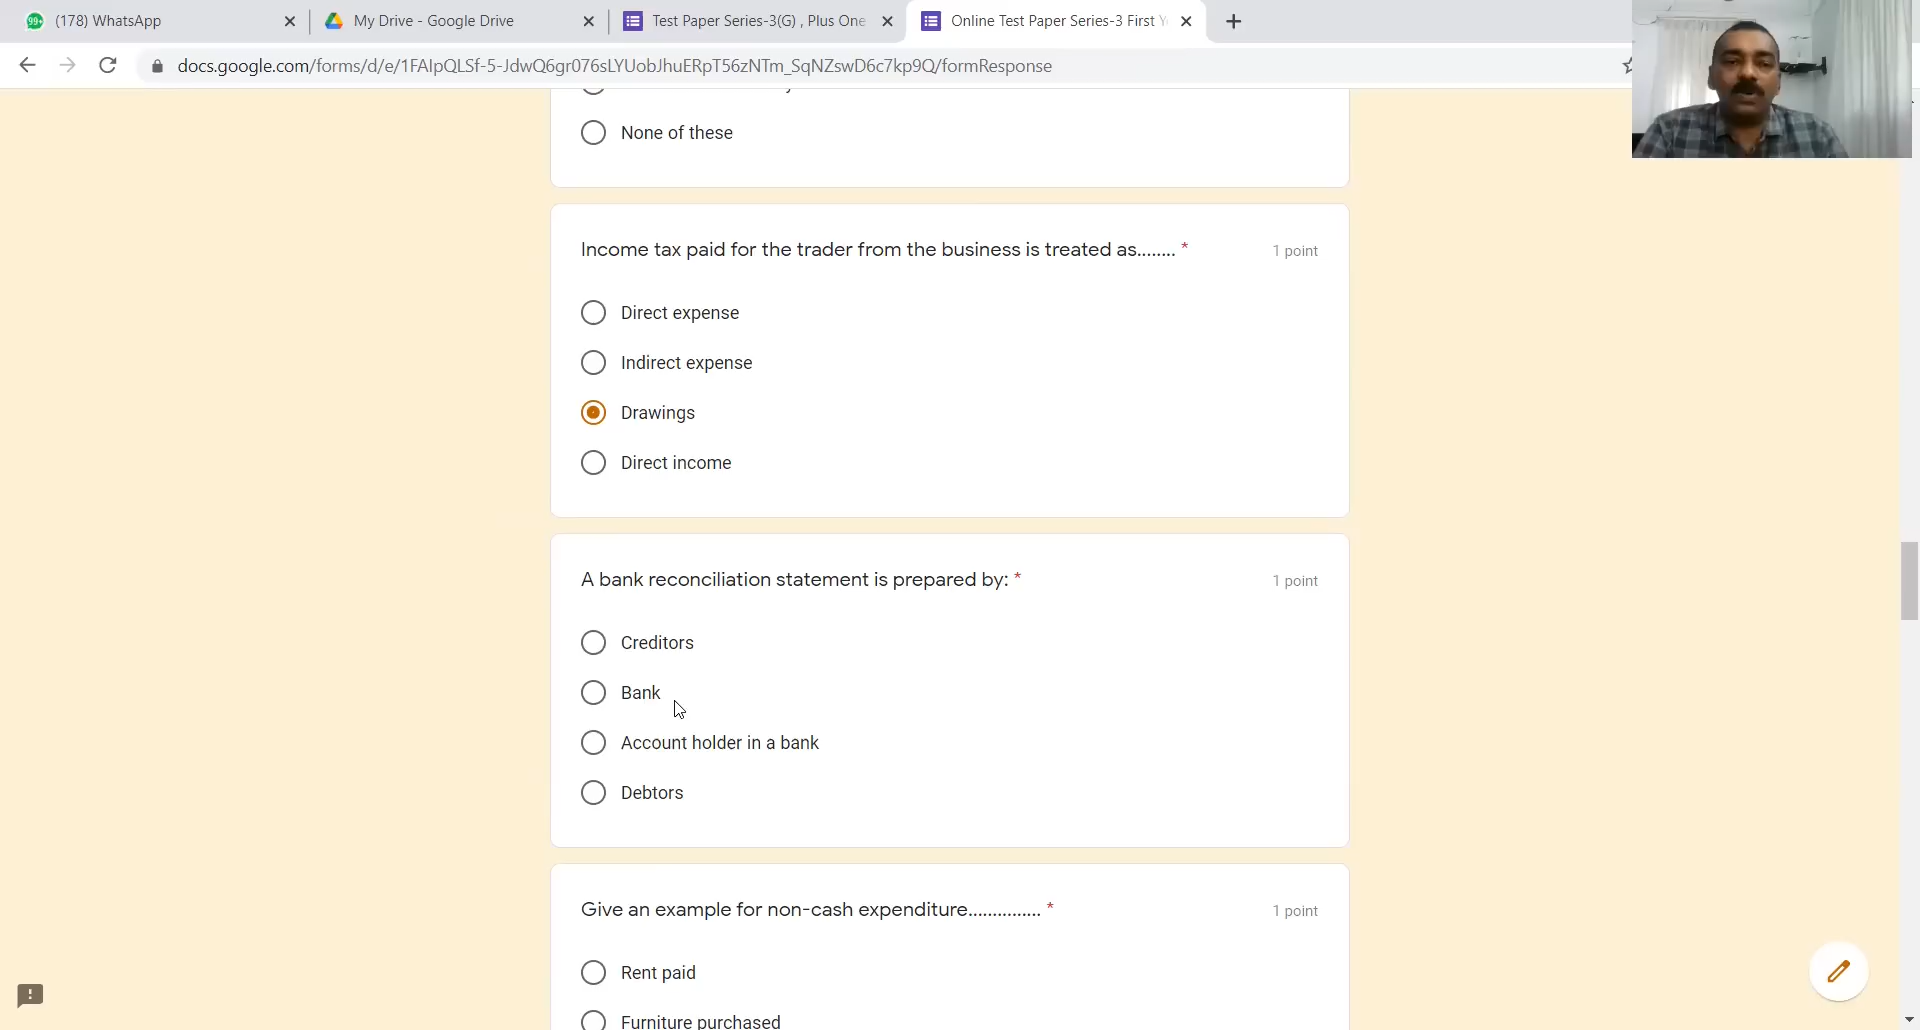 99+ (178) WhatsApp
My Drive - Google Drive
Test Paper Series-3(G) , Plus One
Online Test Paper Series-3 First Y
docs.google.com/forms/d/e/1FAIpQLSf-5-JdwQ6gr076sLYUobJhuERpT56zNTm_SqNZswD6c7kp9Q/formResponse
None of these
Income tax paid for the trader from the business is treated as........ *
1 point
Direct expense
Indirect expense
Drawings
Direct income
A bank reconciliation statement is prepared by: *
1 point
Creditors
Bank
Account holder in a bank
Debtors
Give an example for non-cash expenditure............... *
1 point
Rent paid
Furniture purchased